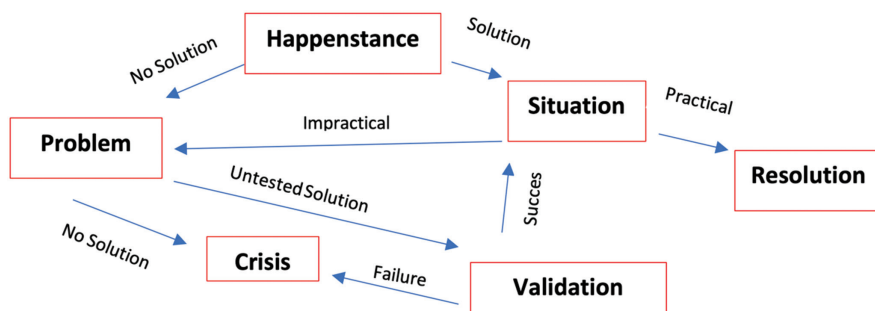 Happenstance
Solution
No Solution
Situation
Practical
Problem
Impractical
Resolution
Untested Solution
Succes
No Solution
Crisis
Failure
Validation